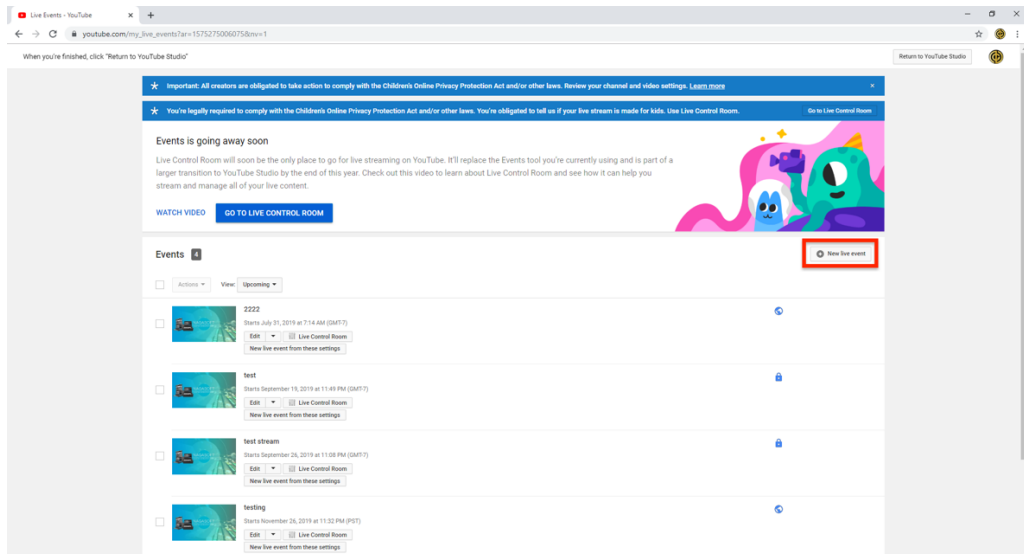 Live Events - YouTube
youtube.com/my_live_events?ar=1575275006075&nv=1
When you're finished, click "Return to YouTube Studio"
Return to YouTube Studio
Important: All creators are obligated to take action to comply with the Children's Online Privacy Protection Act and/or other laws. Review your channel and video settings. Learn more
You're legally required to comply with the Children's Online Privacy Protection Act and/or other laws. You're obligated to tell us if your live stream is made for kids. Use Live Control Room.
Go to Live Control Room
Events is going away soon
Live Control Room will soon be the only place to go for live streaming on YouTube. It'll replace the Events tool you're currently using and is part of a
larger transition to YouTube Studio by the end of this year. Check out this video to learn about Live Control Room and see how it can help you
stream and manage all of your live content.
WATCH VIDEO
GO TO LIVE CONTROL ROOM
Events 4
New live event
Actions
View: Upcoming
2222
Starts July 31, 2019 at 7:14 AM (GMT-7)
Edit
Live Control Room
New live event from these settings
test
Starts September 19, 2019 at 11:49 PM (GMT-7)
Edit
Live Control Room
New live event from these settings
test stream
Starts September 26, 2019 at 11:08 PM (GMT-7)
Edit
Live Control Room
New live event from these settings
testing
Starts November 26, 2019 at 11:32 PM (PST)
Edit
Live Control Room
New live event from these settings